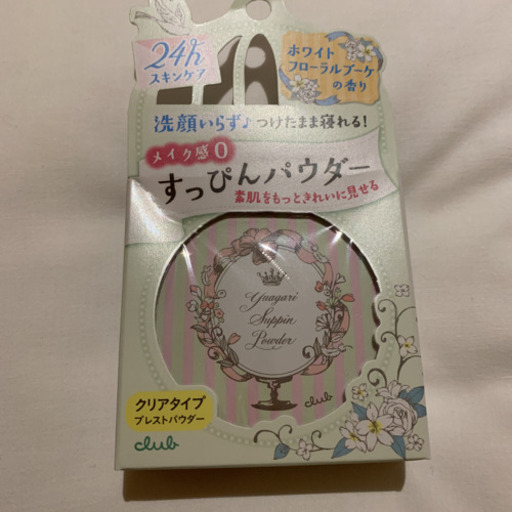 24h
スキンケア
ホワイト
フローラルブーケ
の香り
洗顔いらず♪つけたまま寝れる!
メイク感0
すっぴんパウダー
素肌をもっときれいに見せる
Yuagari
Suppin
Powder
club
クリアタイプ
プレストパウダー
club